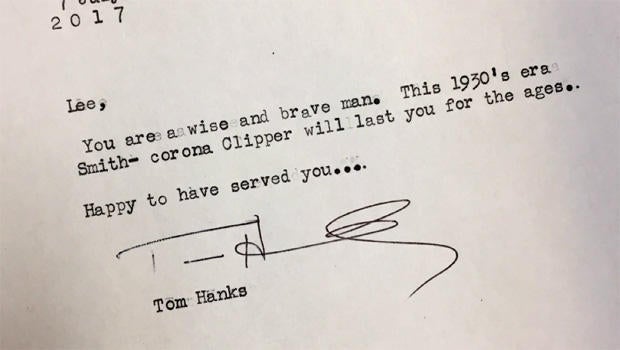 2017
Lee,
You are a wise and brave man. This 1930's era
Smith- corona Clipper will last you for the ages..
Happy to have served you....
Tom Hanks